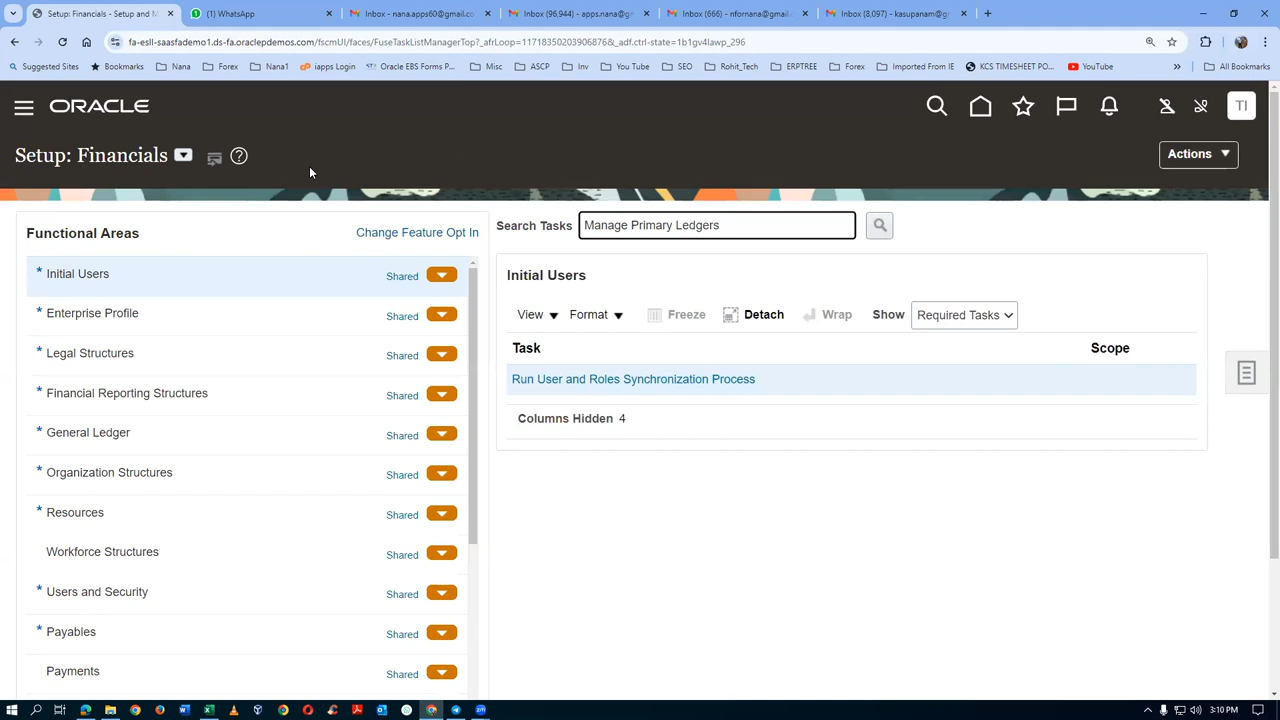 Setup: Financials - Setup and M
(1) WhatsApp
Inbox - nana.apps60@gmail.co
Inbox (96,944) - apps.nana@g
Inbox (666) - nfornana@gmail.
Inbox (8,097) - kasupanam@g
fa-esll-saasfademo1.ds-fa.oraclepdemos.com/fscmUI/faces/FuseTaskListManagerTop?_afrLoop=11718350203906876&_adf.ctrl-state=1b1gv4lawp_296
Suggested Sites
Bookmarks
Nana
Forex
Nana1
iapps Login
Oracle EBS Forms P...
Misc
ASCP
Inv
You Tube
SEO
Rohit_Tech
ERPTREE
Forex
Imported From IE
KCS TIMESHEET PO...
YouTube
All Bookmarks
ORACLE
TI
Setup: Financials
Actions
Functional Areas
Change Feature Opt In
Search Tasks
Manage Primary Ledgers
* Initial Users Shared
* Enterprise Profile Shared
* Legal Structures Shared
* Financial Reporting Structures Shared
* General Ledger Shared
* Organization Structures Shared
* Resources Shared
Workforce Structures Shared
* Users and Security Shared
* Payables Shared
Payments Shared
Initial Users
View Format Freeze Detach Wrap Show Required Tasks
Task Scope
Run User and Roles Synchronization Process
Columns Hidden 4
3:10 PM